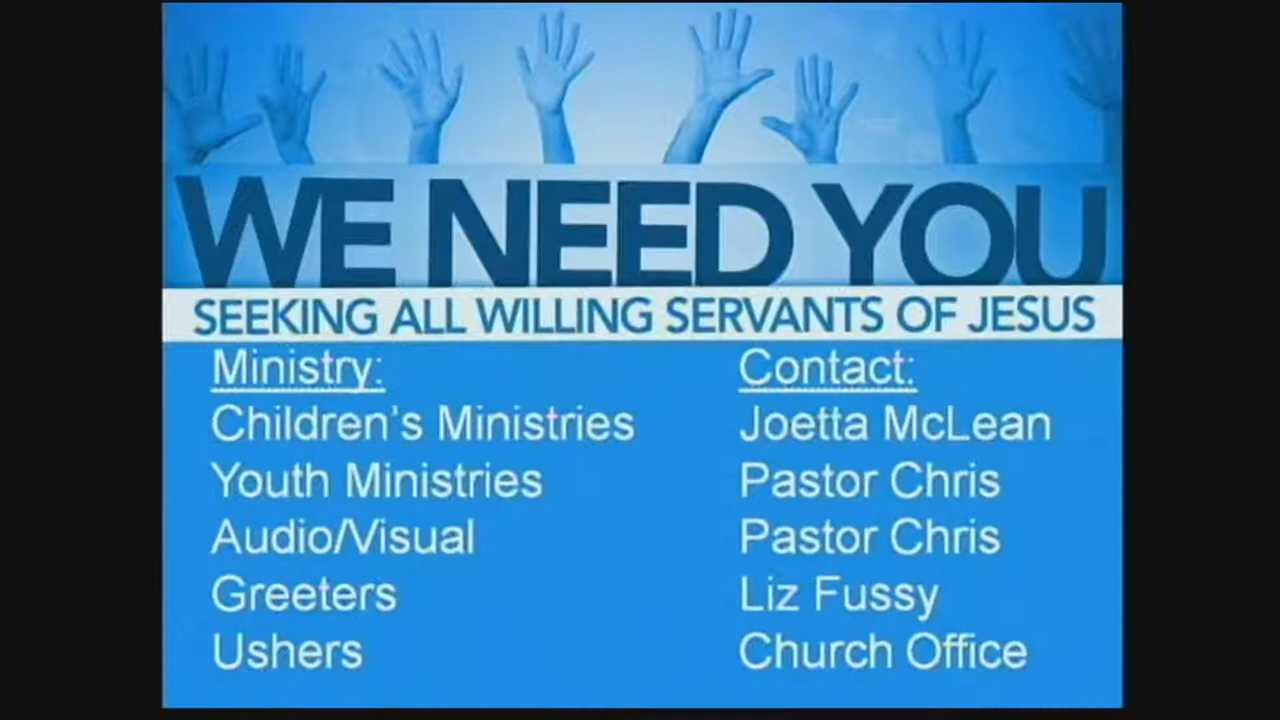 WE NEED YOU
SEEKING ALL WILLING SERVANTS OF JESUS
Ministry: Contact:
Children's Ministries Joetta McLean
Youth Ministries Pastor Chris
Audio/Visual Pastor Chris
Greeters Liz Fussy
Ushers Church Office